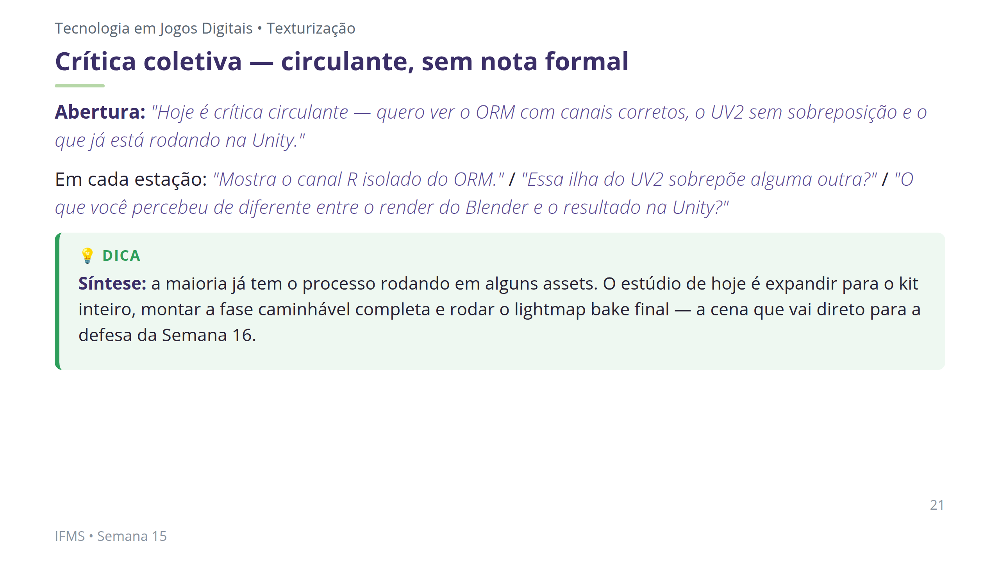 Tecnologia em Jogos Digitais • Texturização
Crítica coletiva — circulante, sem nota formal
Abertura: "Hoje é crítica circulante — quero ver o ORM com canais corretos, o UV2 sem sobreposição e o
que já está rodando na Unity."
Em cada estação: "Mostra o canal R isolado do ORM." / "Essa ilha do UV2 sobrepõe alguma outra?" / "O
que você percebeu de diferente entre o render do Blender e o resultado na Unity?"
💡 DICA
Síntese: a maioria já tem o processo rodando em alguns assets. O estúdio de hoje é expandir para o kit
inteiro, montar a fase caminhável completa e rodar o lightmap bake final — a cena que vai direto para a
defesa da Semana 16.
21
IFMS • Semana 15